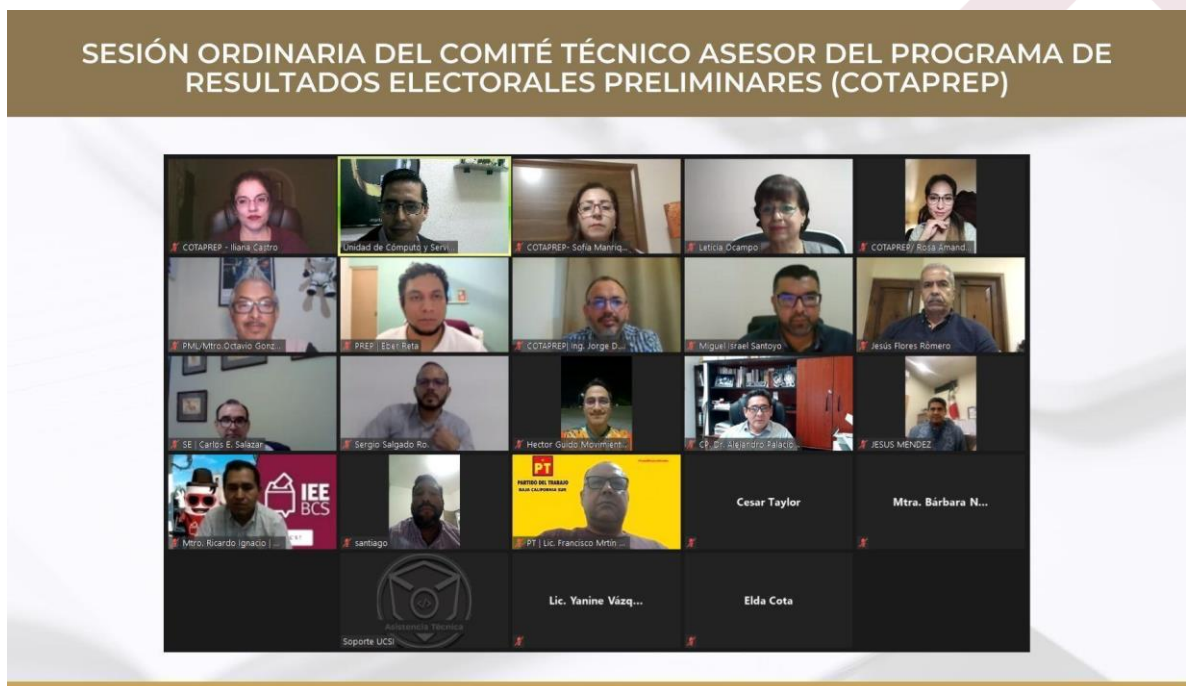 SESIÓN ORDINARIA DEL COMITÉ TÉCNICO ASESOR DEL PROGRAMA DE
RESULTADOS ELECTORALES PRELIMINARES (COTAPREP)
COTAPREP - Iliana Castro
Unidad de Cómputo y Servi...
COTAPREP- Sofía Manriq...
Leticia Ocampo
COTAPREP/ Rosa Amand...
PML/Mtro.Octavio Gonz...
PREP | Eber Reta
COTAPREP| Ing. Jorge D...
Miguel Israel Santoyo
Jesús Flores Romero
SE | Carlos E. Salazar
Sergio Salgado Ro.
Hector Guido Movimient...
CP. Dr. Alejandro Palacio...
JESUS MENDEZ
IEE
BCS
Mtro. Ricardo Ignacio | ...
santiago
PT
PARTIDO DEL TRABAJO
BAJA CALIFORNIA SUR
PT | Lic. Francisco Mrtín ...
Cesar Taylor
Mtra. Bárbara N...
Asistencia Técnica
Soporte UCSI
Lic. Yanine Vázq...
Elda Cota